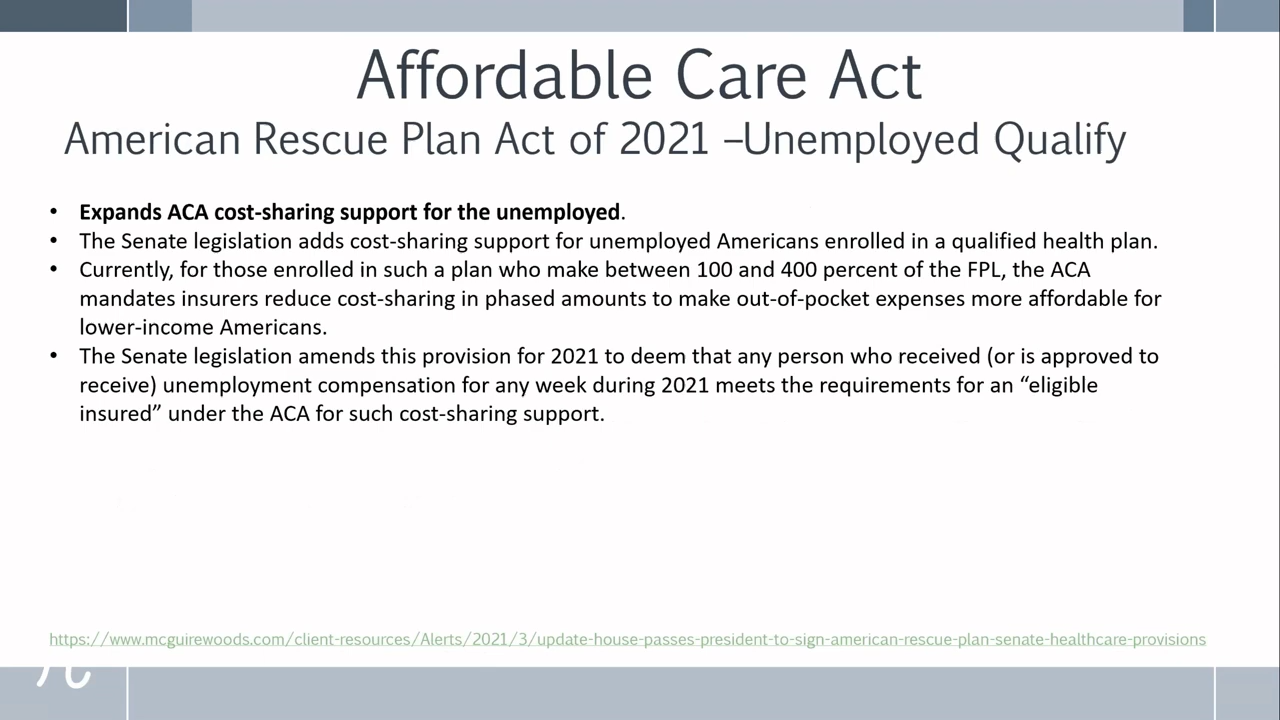 Affordable Care Act
American Rescue Plan Act of 2021 –Unemployed Qualify
• Expands ACA cost-sharing support for the unemployed.
• The Senate legislation adds cost-sharing support for unemployed Americans enrolled in a qualified health plan.
• Currently, for those enrolled in such a plan who make between 100 and 400 percent of the FPL, the ACA
mandates insurers reduce cost-sharing in phased amounts to make out-of-pocket expenses more affordable for
lower-income Americans.
• The Senate legislation amends this provision for 2021 to deem that any person who received (or is approved to
receive) unemployment compensation for any week during 2021 meets the requirements for an “eligible
insured” under the ACA for such cost-sharing support.
https://www.mcguirewoods.com/client-resources/Alerts/2021/3/update-house-passes-president-to-sign-american-rescue-plan-senate-healthcare-provisions